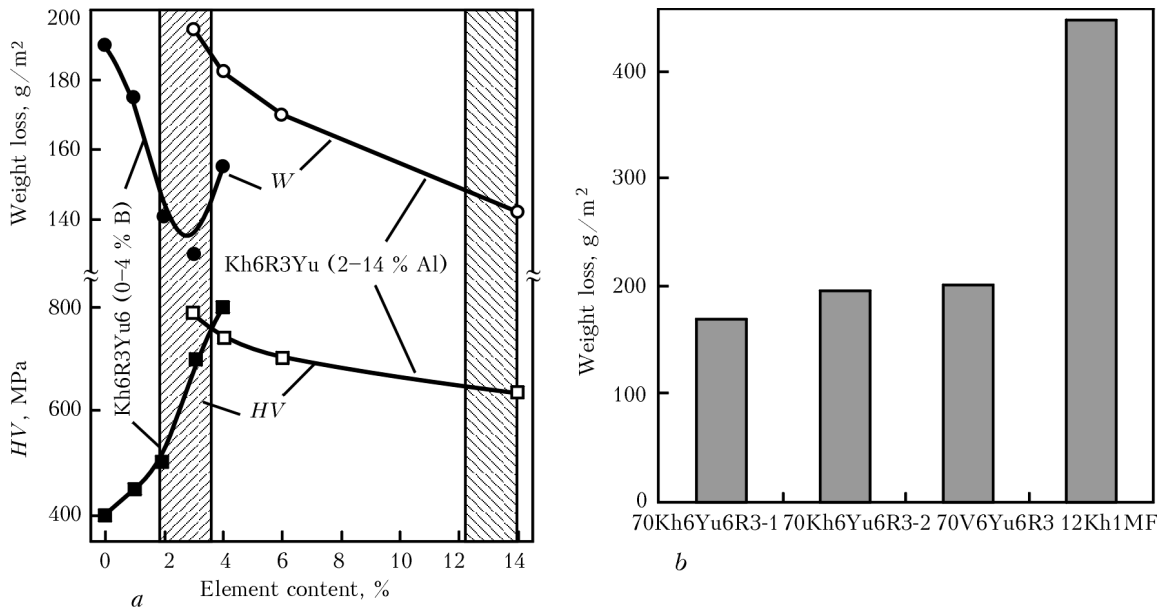 200
180
160
140
800
600
400
Weight loss, g/m²
HV, MPa
Kh6R3Yu6 (0–4 % B)
W
Kh6R3Yu (2–14 % Al)
HV
0 2 4 6 8 10 12 14
Element content, %
a
400
300
200
100
0
Weight loss, g/m²
70Kh6Yu6R3-1 70Kh6Yu6R3-2 70V6Yu6R3 12Kh1MF
b